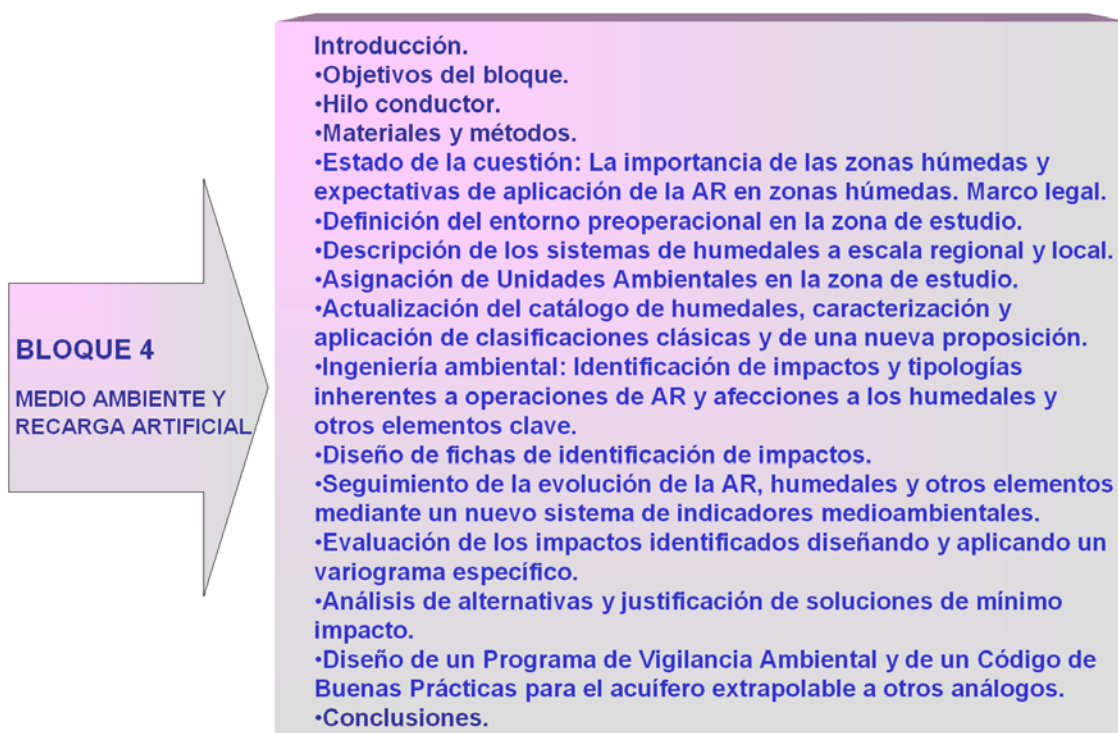 BLOQUE 4
MEDIO AMBIENTE Y
RECARGA ARTIFICIAL
Introducción.
•Objetivos del bloque.
•Hilo conductor.
•Materiales y métodos.
•Estado de la cuestión: La importancia de las zonas húmedas y
expectativas de aplicación de la AR en zonas húmedas. Marco legal.
•Definición del entorno preoperacional en la zona de estudio.
•Descripción de los sistemas de humedales a escala regional y local.
•Asignación de Unidades Ambientales en la zona de estudio.
•Actualización del catálogo de humedales, caracterización y
aplicación de clasificaciones clásicas y de una nueva proposición.
•Ingeniería ambiental: Identificación de impactos y tipologías
inherentes a operaciones de AR y afecciones a los humedales y
otros elementos clave.
•Diseño de fichas de identificación de impactos.
•Seguimiento de la evolución de la AR, humedales y otros elementos
mediante un nuevo sistema de indicadores medioambientales.
•Evaluación de los impactos identificados diseñando y aplicando un
variograma específico.
•Análisis de alternativas y justificación de soluciones de mínimo
impacto.
•Diseño de un Programa de Vigilancia Ambiental y de un Código de
Buenas Prácticas para el acuífero extrapolable a otros análogos.
•Conclusiones.